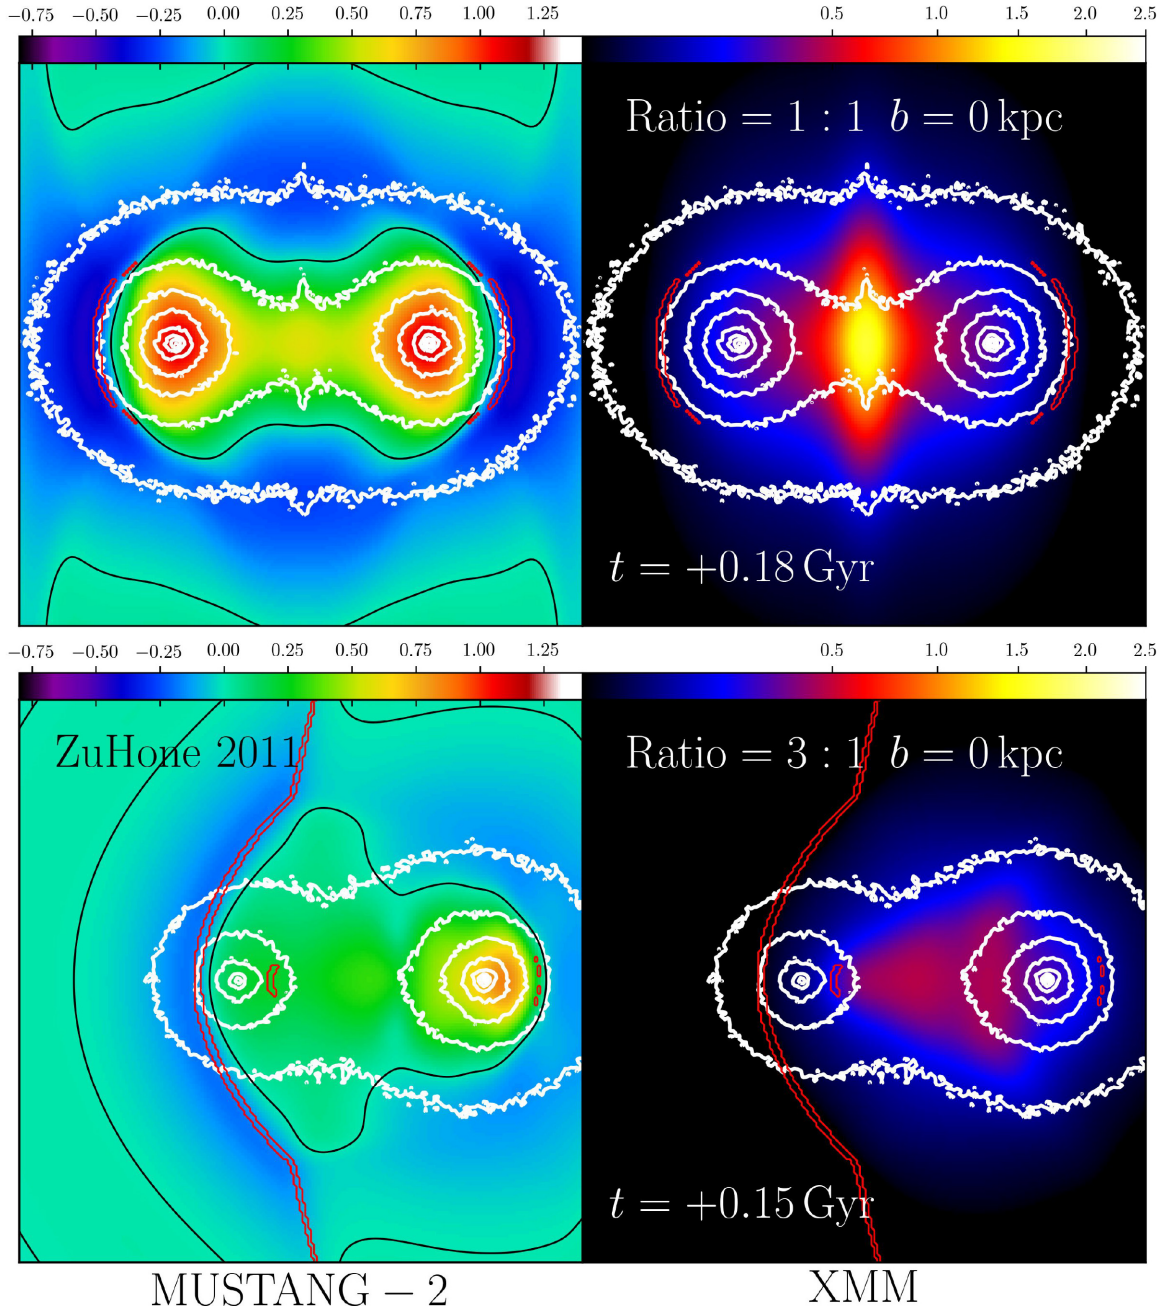 −0.75 −0.50 −0.25 0.00 0.25 0.50 0.75 1.00 1.25 0.5 1.0 1.5 2.0 2.5
Ratio = 1 : 1 b = 0 kpc
t = +0.18 Gyr
−0.75 −0.50 −0.25 0.00 0.25 0.50 0.75 1.00 1.25 0.5 1.0 1.5 2.0 2.5
ZuHone 2011 Ratio = 3 : 1 b = 0 kpc
t = +0.15 Gyr
MUSTANG − 2 XMM